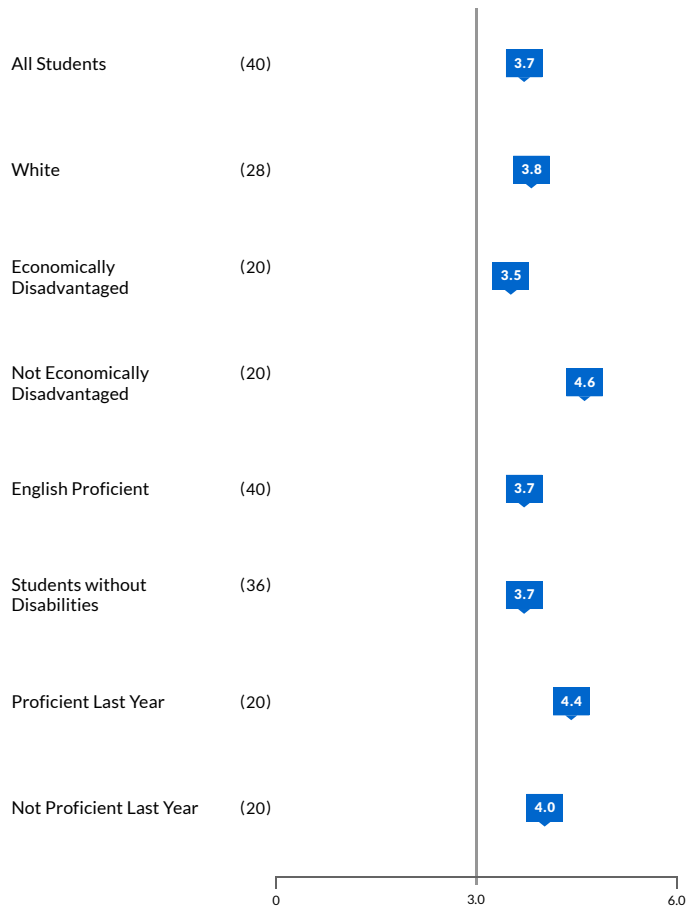 All Students (40) 3.7
White (28) 3.8
Economically (20)
Disadvantaged 3.5
Not Economically (20)
Disadvantaged 4.6
English Proficient (40) 3.7
Students without (36)
Disabilities 3.7
Proficient Last Year (20) 4.4
Not Proficient Last Year (20) 4.0
0 3.0 6.0